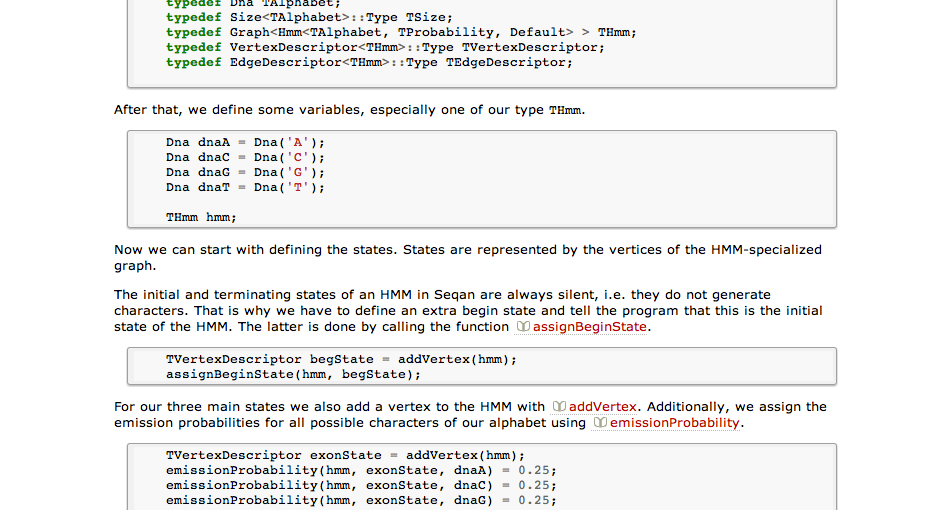 typedef Dna TAlphabet;
typedef Size<TAlphabet>::Type TSize;
typedef Graph<Hmm<TAlphabet, TProbability, Default> > THmm;
typedef VertexDescriptor<THmm>::Type TVertexDescriptor;
typedef EdgeDescriptor<THmm>::Type TEdgeDescriptor;
After that, we define some variables, especially one of our type THmm.
Dna dnaA = Dna('A');
Dna dnaC = Dna('C');
Dna dnaG = Dna('G');
Dna dnaT = Dna('T');
THmm hmm;
Now we can start with defining the states. States are represented by the vertices of the HMM-specialized
graph.
The initial and terminating states of an HMM in Seqan are always silent, i.e. they do not generate
characters. That is why we have to define an extra begin state and tell the program that this is the initial
state of the HMM. The latter is done by calling the function assignBeginState.
TVertexDescriptor begState = addVertex(hmm);
assignBeginState(hmm, begState);
For our three main states we also add a vertex to the HMM with addVertex. Additionally, we assign the
emission probabilities for all possible characters of our alphabet using emissionProbability.
TVertexDescriptor exonState = addVertex(hmm);
emissionProbability(hmm, exonState, dnaA) = 0.25;
emissionProbability(hmm, exonState, dnaC) = 0.25;
emissionProbability(hmm, exonState, dnaG) = 0.25;